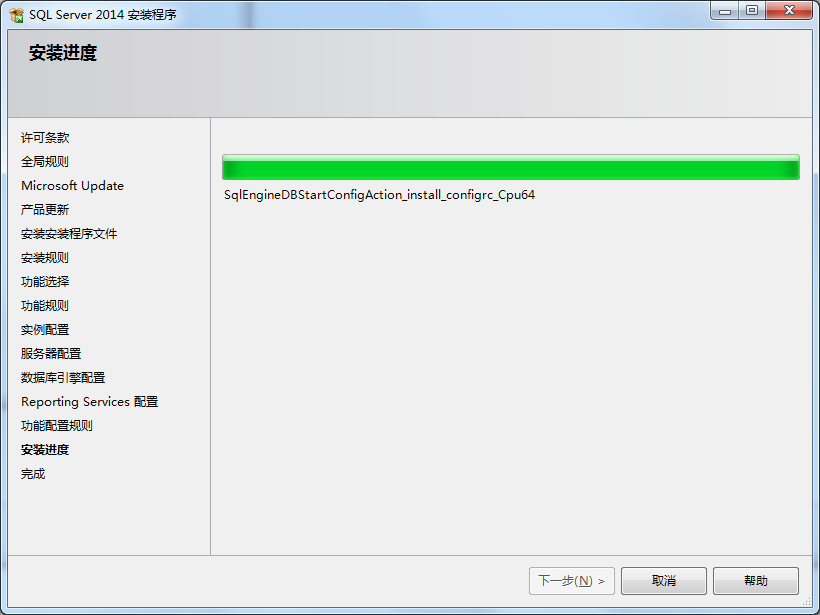 SQL Server 2014 安装程序
安装进度
许可条款
全局规则
Microsoft Update
产品更新
安装安装程序文件
安装规则
功能选择
功能规则
实例配置
服务器配置
数据库引擎配置
Reporting Services 配置
功能配置规则
安装进度
完成
SqlEngineDBStartConfigAction_install_configrc_Cpu64
下一步(N) >
取消
帮助